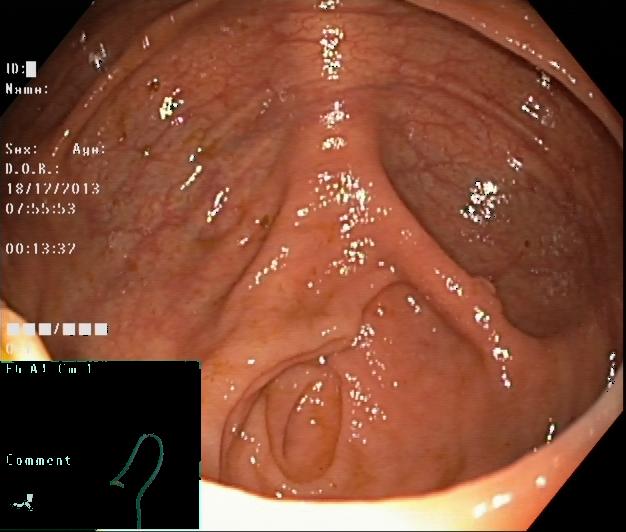 ID:
Name:
Sex: Age:
D.O.B.:
18/12/2013
07:55:53
00:13:37
Comment